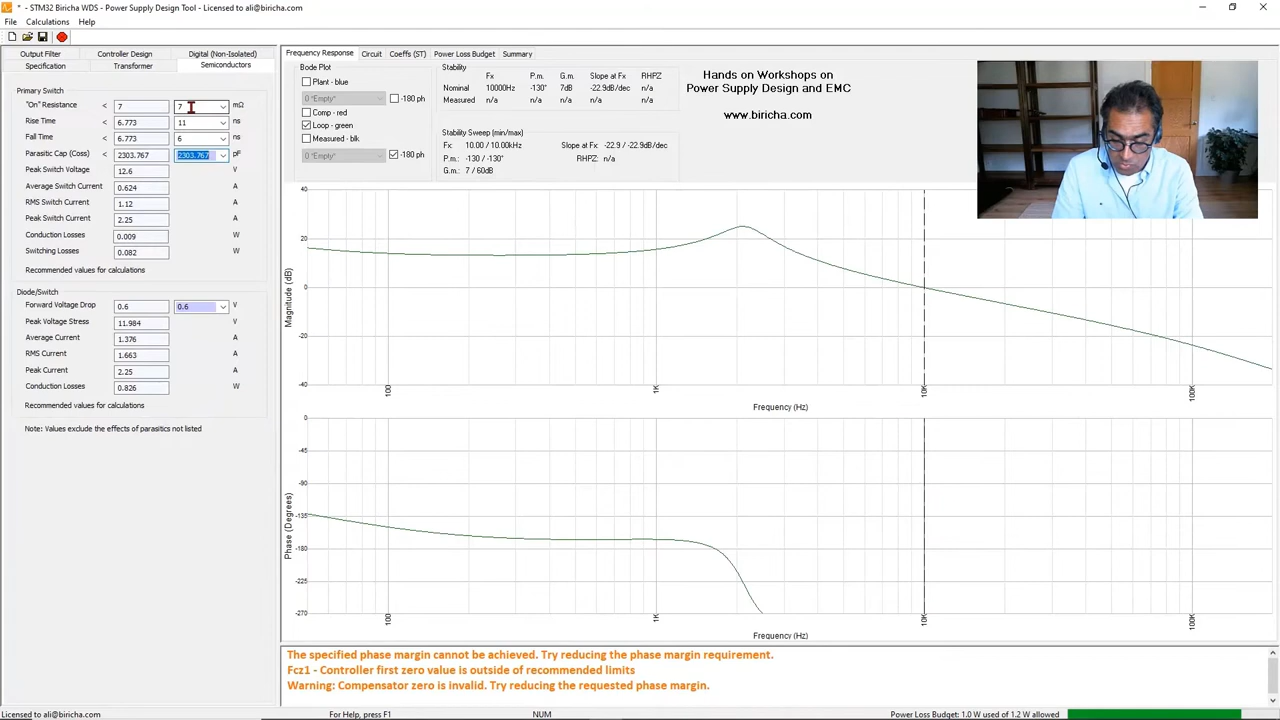 * - STM32 Biricha WDS - Power Supply Design Tool - Licensed to ali@biricha.com
File Calculations Help
Output Filter Controller Design Digital (Non-Isolated)
Specification Transformer Semiconductors
Primary Switch
"On" Resistance < 7 7 mΩ
Rise Time < 6.773 11 ns
Fall Time < 6.773 6 ns
Parasitic Cap (Coss) < 2303.767 2303.767 pF
Peak Switch Voltage 12.6 V
Average Switch Current 0.624 A
RMS Switch Current 1.12 A
Peak Switch Current 2.25 A
Conduction Losses 0.009 W
Switching Losses 0.082 W
Recommended values for calculations
Diode/Switch
Forward Voltage Drop 0.6 0.6 V
Peak Voltage Stress 11.984 V
Average Current 1.376 A
RMS Current 1.663 A
Peak Current 2.25 A
Conduction Losses 0.826 W
Recommended values for calculations
Note: Values exclude the effects of parasitics not listed
Frequency Response Circuit Coeffs (ST) Power Loss Budget Summary
Bode Plot
Plant - blue
0 "Empty" -180 ph
Comp - red
Loop - green
Measured - blk
0 "Empty" -180 ph
Stability
Fx P.m. G.m. Slope at Fx RHPZ
Nominal 10000Hz -130° 7dB -22.9dB/dec n/a
Measured n/a n/a n/a n/a n/a
Stability Sweep (min/max)
Fx: 10.00 / 10.00kHz Slope at Fx: -22.9 / -22.9dB/dec
P.m.: -130 / -130° RHPZ: n/a
G.m.: 7 / 60dB
Hands on Workshops on
Power Supply Design and EMC
www.biricha.com
Magnitude (dB)
40
20
0
-20
-40
100 1K 10K 100K
Frequency (Hz)
Phase (Degrees)
0
-45
-90
-135
-180
-225
-270
100 1K 10K 100K
Frequency (Hz)
The specified phase margin cannot be achieved. Try reducing the phase margin requirement.
Fcz1 - Controller first zero value is outside of recommended limits
Warning: Compensator zero is invalid. Try reducing the requested phase margin.
Licensed to ali@biricha.com For Help, press F1 NUM Power Loss Budget: 1.0 W used of 1.2 W allowed